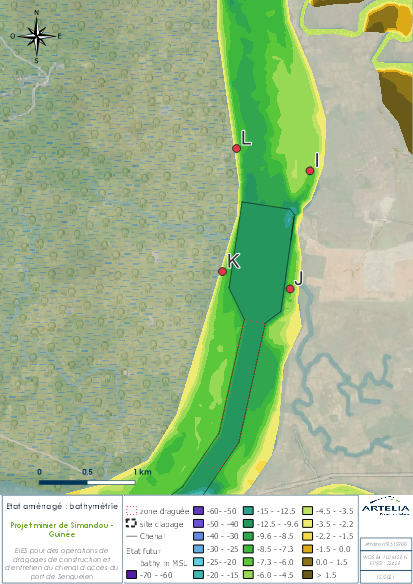 N
O E
S
L
I
K
J
0 0.5 1 km
Etat aménagé : bathymétrie
Projet minier de Simandou -
Guinée
EIES pour des opérations de
dragages de construction et
d'entretien du chenal d'accès du
port de Senguelen
zone draguée
site clapage
Chenal
Etat futur
bathy m MSL
-70 - -60
-60 - -50
-50 - -40
-40 - -30
-30 - -25
-25 - -20
-20 - -15
-15 - -12.5
-12.5 - -9.6
-9.6 - -8.5
-8.5 - -7.3
-7.3 - -6.0
-6.0 - -4.5
-4.5 - -3.5
-3.5 - -2.2
-2.2 - -1.5
-1.5 - 0.0
0.0 - 1.5
> 1.5
ARTELIA